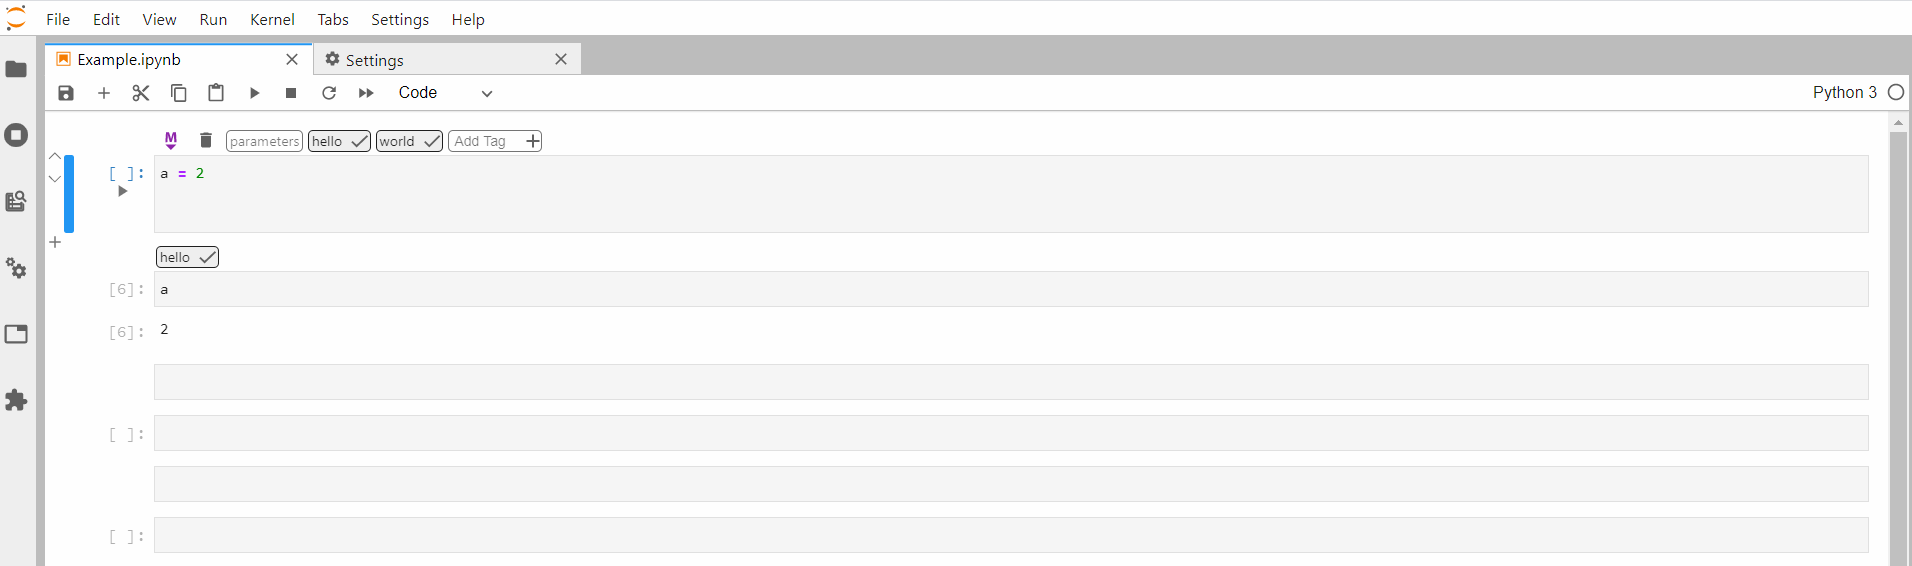 File Edit View Run Kernel Tabs Settings Help
Example.ipynb Settings
Code Python 3
M parameters hello world Add Tag
[ ]: a = 2
hello
[6]: a
[6]: 2
[ ]:
[ ]: